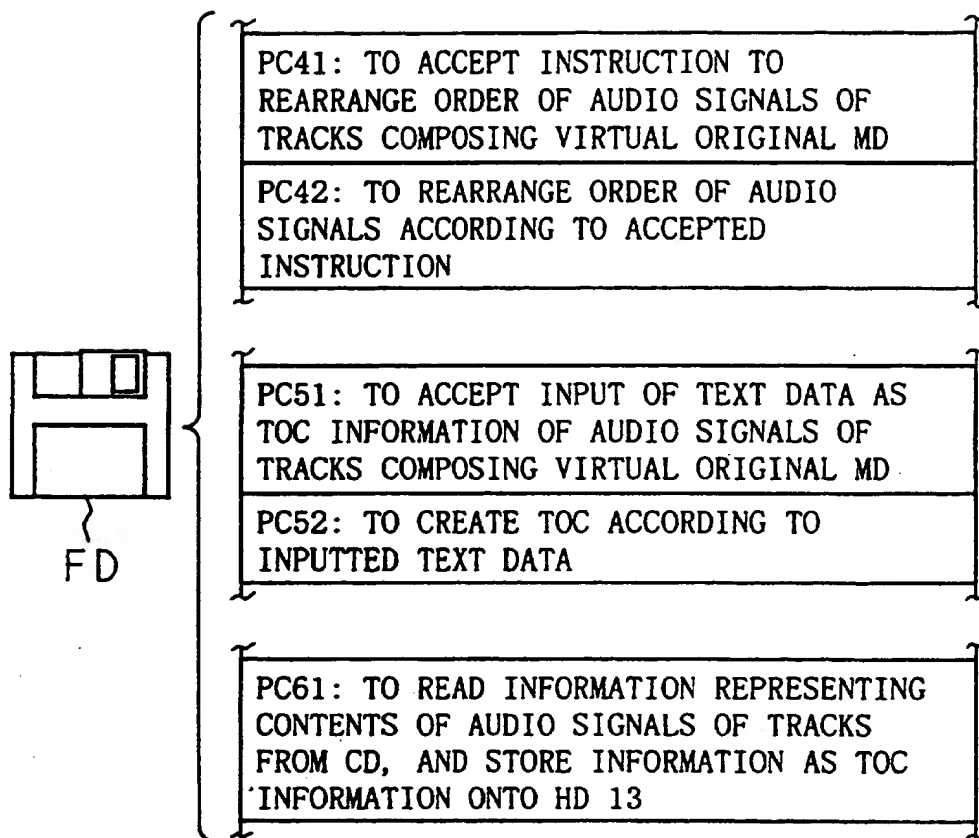 PC41: TO ACCEPT INSTRUCTION TO
REARRANGE ORDER OF AUDIO SIGNALS OF
TRACKS COMPOSING VIRTUAL ORIGINAL MD
PC42: TO REARRANGE ORDER OF AUDIO
SIGNALS ACCORDING TO ACCEPTED
INSTRUCTION
PC51: TO ACCEPT INPUT OF TEXT DATA AS
TOC INFORMATION OF AUDIO SIGNALS OF
TRACKS COMPOSING VIRTUAL ORIGINAL MD
PC52: TO CREATE TOC ACCORDING TO
INPUTTED TEXT DATA
FD
PC61: TO READ INFORMATION REPRESENTING
CONTENTS OF AUDIO SIGNALS OF TRACKS
FROM CD, AND STORE INFORMATION AS TOC
INFORMATION ONTO HD 13